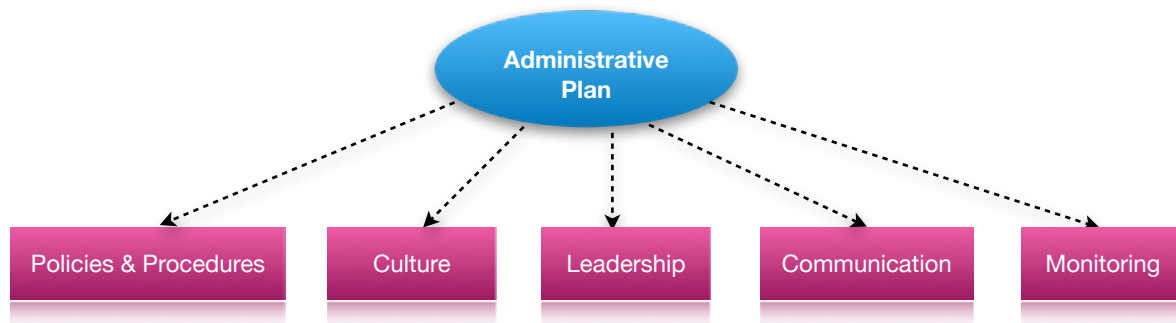 Administrative
Plan
Policies & Procedures
Culture
Leadership
Communication
Monitoring